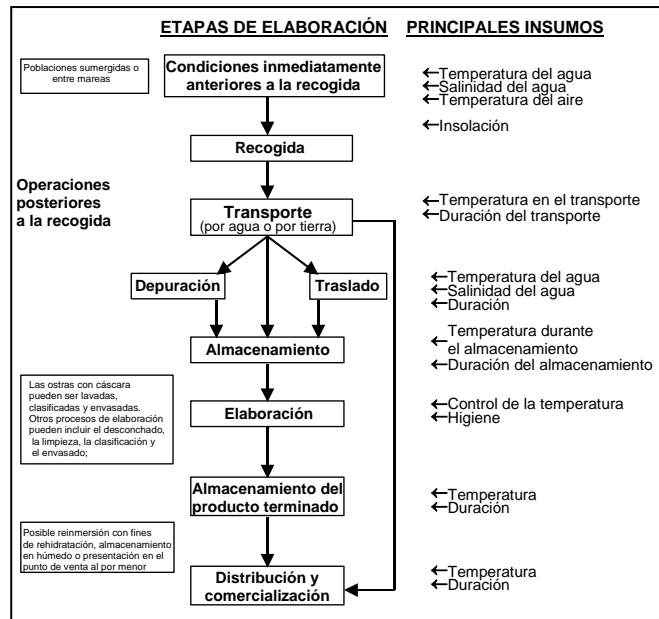 ETAPAS DE ELABORACIÓN
PRINCIPALES INSUMOS
Poblaciones sumergidas o
entre mareas
Condiciones inmediatamente
anteriores a la recogida
←Temperatura del agua
←Salinidad del agua
←Temperatura del aire
←Insolación
Recogida
Operaciones
posteriores
a la recogida
Transporte
(por agua o por tierra)
←Temperatura en el transporte
←Duración del transporte
Depuración
Traslado
←Temperatura del agua
←Salinidad del agua
←Duración
Almacenamiento
←Temperatura durante
el almacenamiento
←Duración del almacenamiento
Las ostras con cáscara
pueden ser lavadas,
clasificadas y envasadas.
Otros procesos de elaboración
pueden incluir el desconchado,
la limpieza, la clasificación y
el envasado;
Elaboración
←Control de la temperatura
←Higiene
Almacenamiento del
producto terminado
←Temperatura
←Duración
Posible reinmersión con fines
de rehidratación, almacenamiento
en húmedo o presentación en el
punto de venta al por menor
Distribución y
comercialización
←Temperatura
←Duración